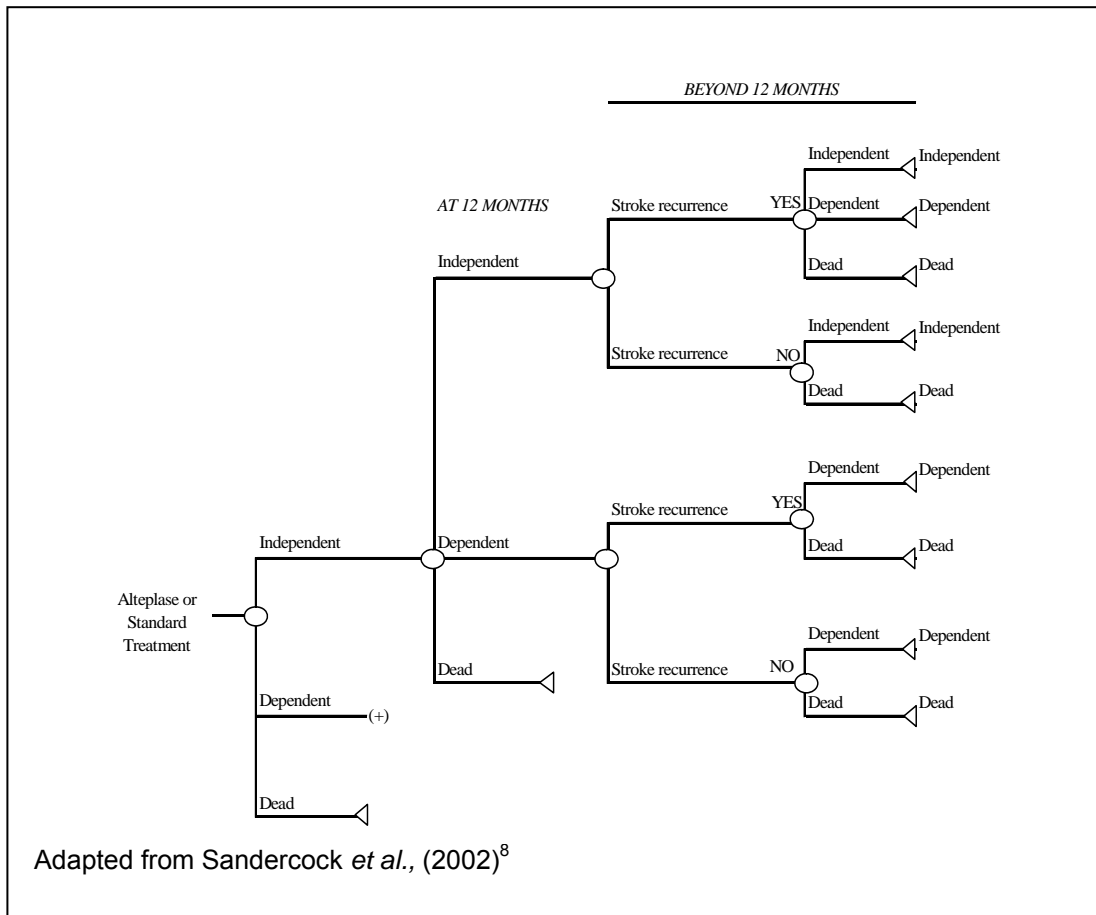 BEYOND 12 MONTHS
Independent Independent
AT 12 MONTHS
Stroke recurrence YES Dependent Dependent
Independent
Dead Dead
Independent Independent
Stroke recurrence NO
Dead Dead
Dependent Dependent
Stroke recurrence YES
Independent Dependent
Dead Dead
Alteplase or
Standard
Treatment
Dependent Dependent
Dead Stroke recurrence NO
Dependent
(+)
Dead Dead
Dead
Adapted from Sandercock et al., (2002)8